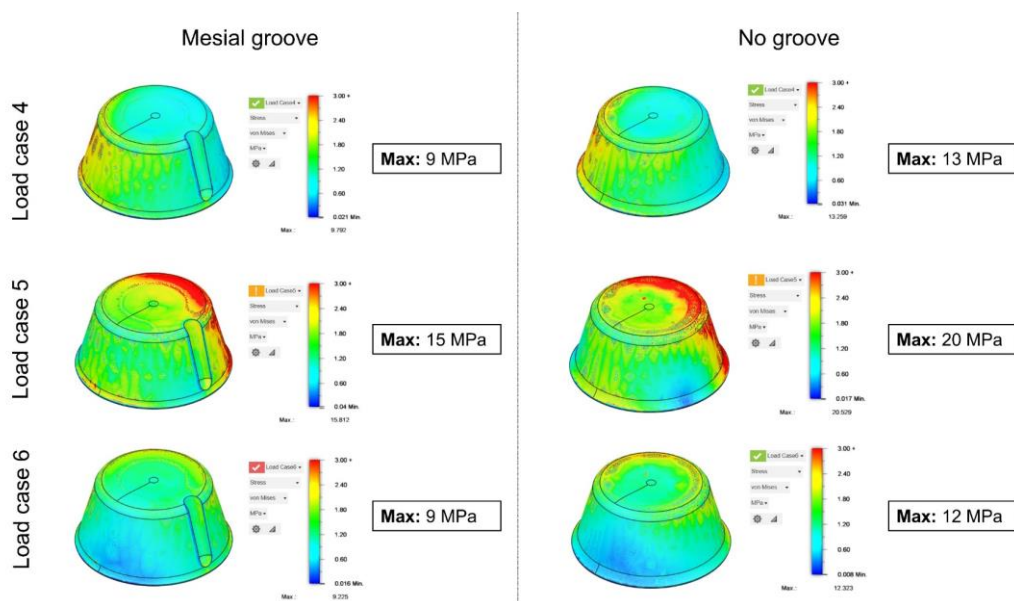 Mesial groove
No groove
Load case 4
Load Case4
Stress
von Mises
MPa
3.00 +
2.40
1.80
1.20
0.60
0.021 Min.
Max : 9.792
Max: 9 MPa
Load Case4
Stress
von Mises
MPa
3.00 +
2.40
1.80
1.20
0.60
0.031 Min.
Max : 13.259
Max: 13 MPa
Load case 5
Load Case5
Stress
von Mises
MPa
3.00 +
2.40
1.80
1.20
0.60
0.04 Min.
Max : 15.812
Max: 15 MPa
Load Case5
Stress
von Mises
MPa
3.00 +
2.40
1.80
1.20
0.60
0.017 Min.
Max : 20.529
Max: 20 MPa
Load case 6
Load Case6
Stress
von Mises
MPa
3.00 +
2.40
1.80
1.20
0.60
0.016 Min.
Max : 9.225
Max: 9 MPa
Load Case6
Stress
von Mises
MPa
3.00 +
2.40
1.80
1.20
0.60
0.008 Min.
Max : 12.323
Max: 12 MPa